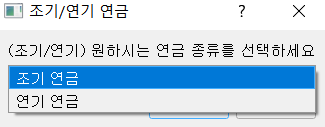 조기/연기 연금
?
(조기/연기) 원하시는 연금 종류를 선택하세요
조기 연금
연기 연금